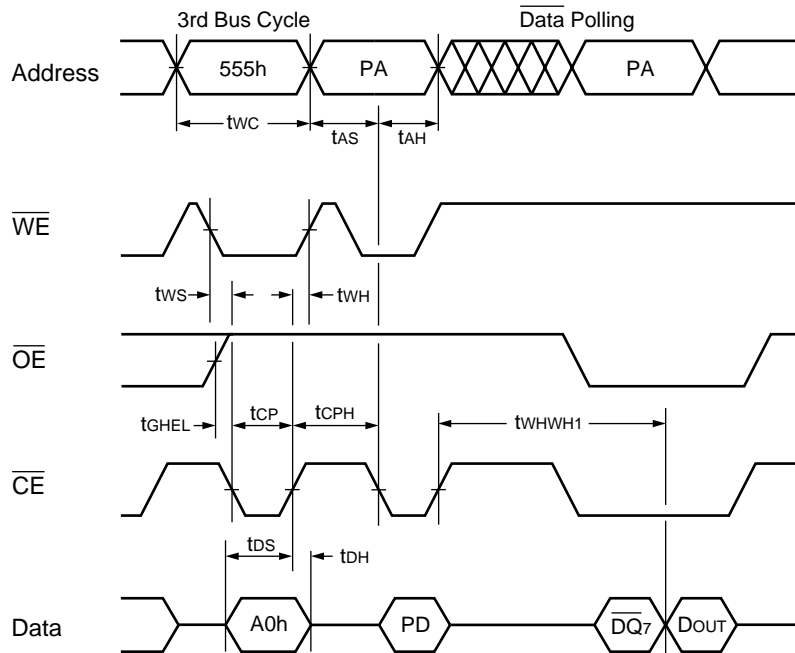 3rd Bus Cycle Data Polling
Address 555h PA PA
tWC tAS tAH
WE
tWS tWH
OE
tGHEL tCP tCPH tWHWH1
CE
tDS tDH
Data A0h PD DQ7 DOUT